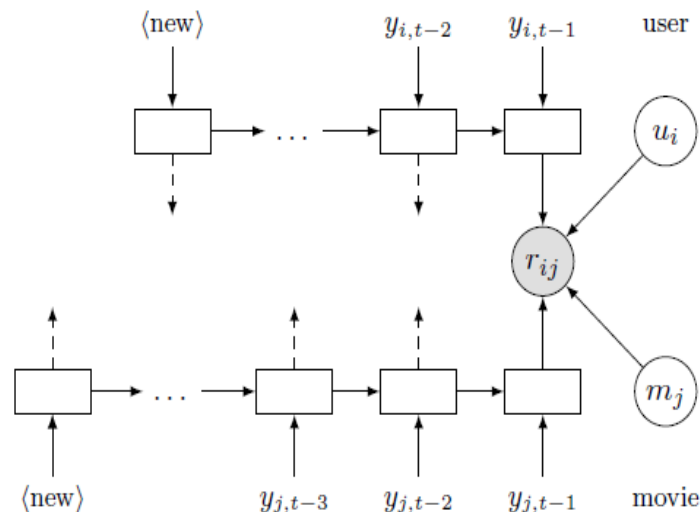 ⟨new⟩ y_{i,t−2} y_{i,t−1} user
... u_i
r_{ij}
... m_j
⟨new⟩ y_{j,t−3} y_{j,t−2} y_{j,t−1} movie